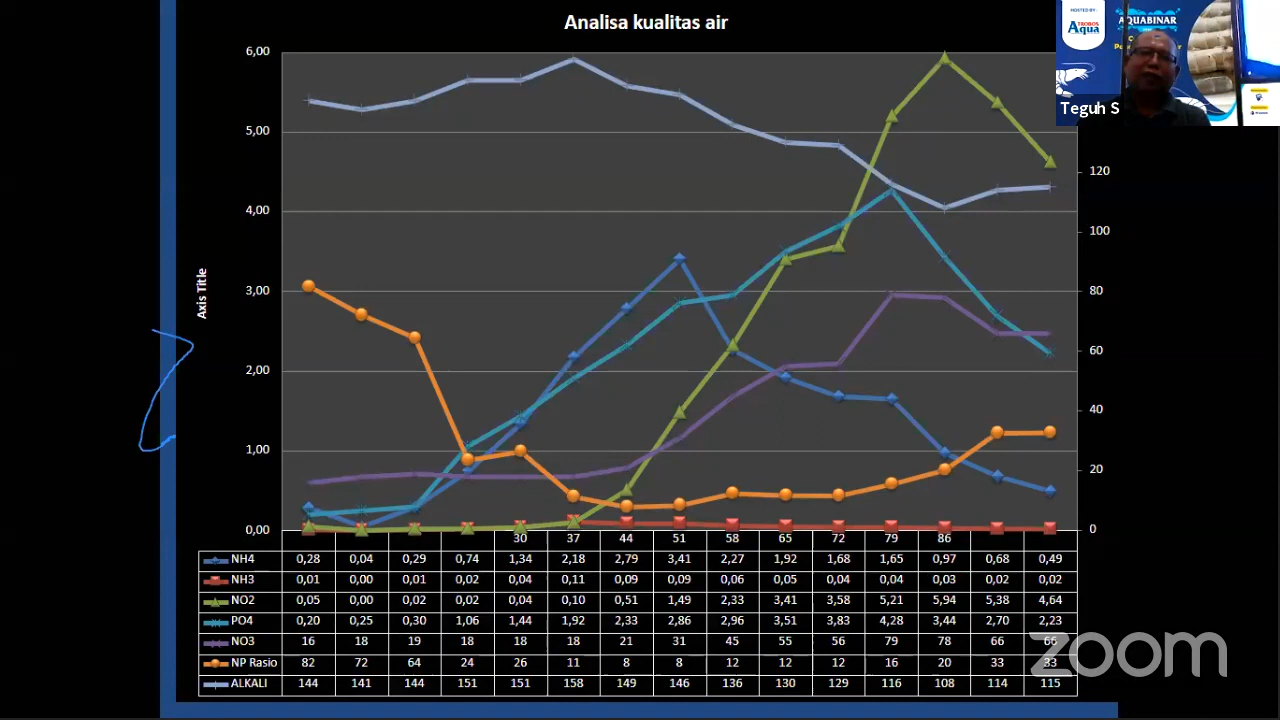 Analisa kualitas air
HOSTED BY:
TROBOS
Aqua
AQUABINAR
Teguh S
Axis Title
6,00
5,00
4,00
3,00
2,00
1,00
0,00
120
100
80
60
40
20
0
30 37 44 51 58 65 72 79 86
NH4 0,28 0,04 0,29 0,74 1,34 2,18 2,79 3,41 2,27 1,92 1,68 1,65 0,97 0,68 0,49
NH3 0,01 0,00 0,01 0,02 0,04 0,11 0,09 0,09 0,06 0,05 0,04 0,04 0,03 0,02 0,02
NO2 0,05 0,00 0,02 0,02 0,04 0,10 0,51 1,49 2,33 3,41 3,58 5,21 5,94 5,38 4,64
PO4 0,20 0,25 0,30 1,06 1,44 1,92 2,33 2,86 2,96 3,51 3,83 4,28 3,44 2,70 2,23
NO3 16 18 19 18 18 18 21 31 45 55 56 79 78 66 66
NP Rasio 82 72 64 24 26 11 8 8 12 12 12 16 20 33 33
ALKALI 144 141 144 151 151 158 149 146 136 130 129 116 108 114 115
zoom